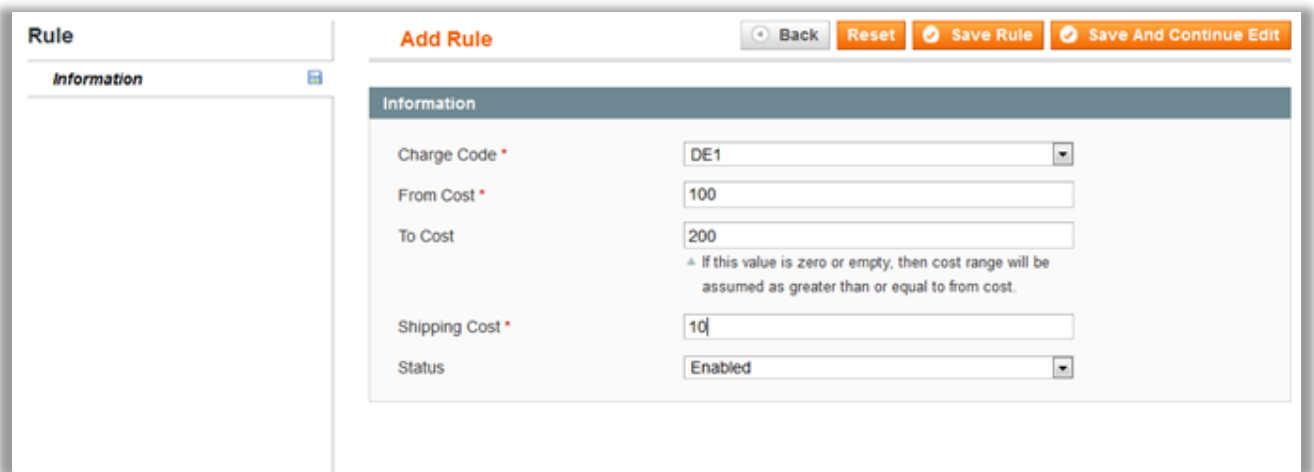 Rule
Information
Add Rule
Back Reset Save Rule Save And Continue Edit
Information
Charge Code *
DE1
From Cost *
100
To Cost
200
If this value is zero or empty, then cost range will be
assumed as greater than or equal to from cost.
Shipping Cost *
10
Status
Enabled